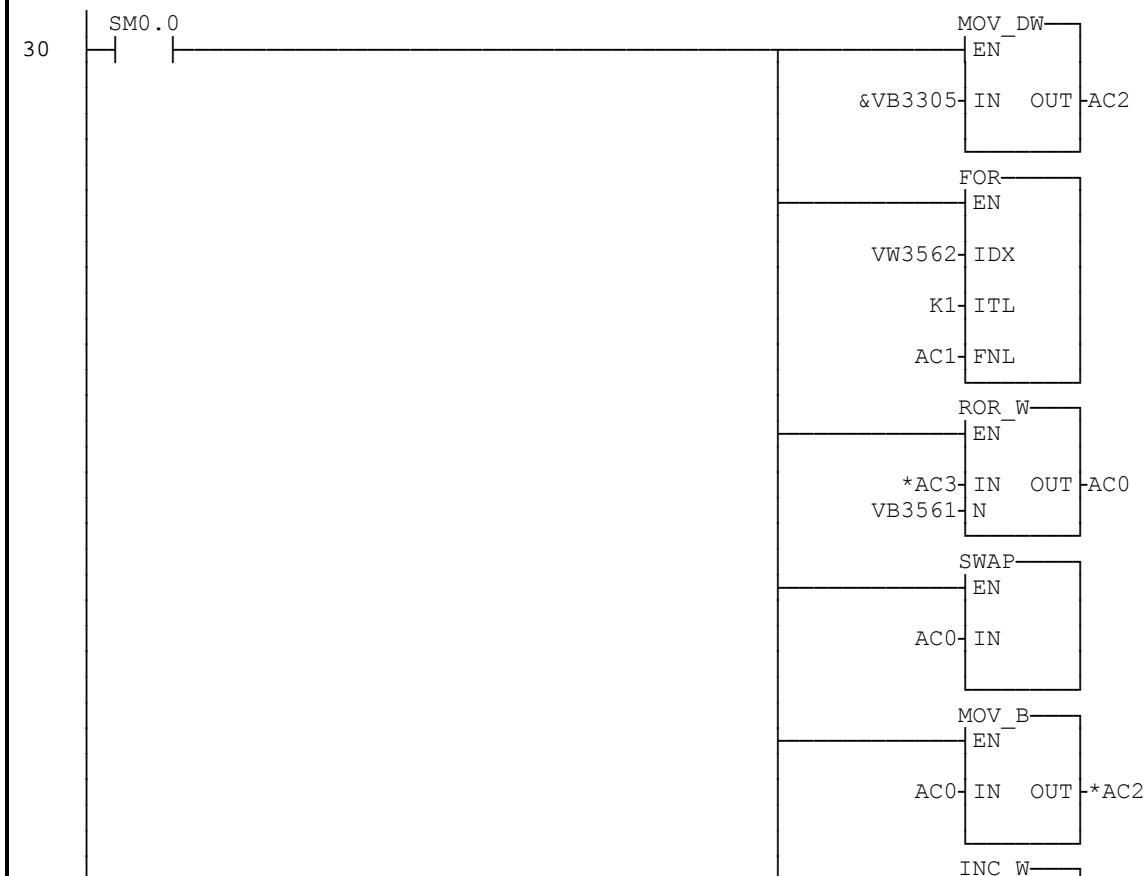 SM0.0
MOV_DW
30
EN
&VB3305 IN OUT AC2
FOR
EN
VW3562 IDX
K1 ITL
AC1 FNL
ROR_W
EN
*AC3 IN OUT AC0
VB3561 N
SWAP
EN
AC0 IN
MOV_B
EN
AC0 IN OUT *AC2
INC_W